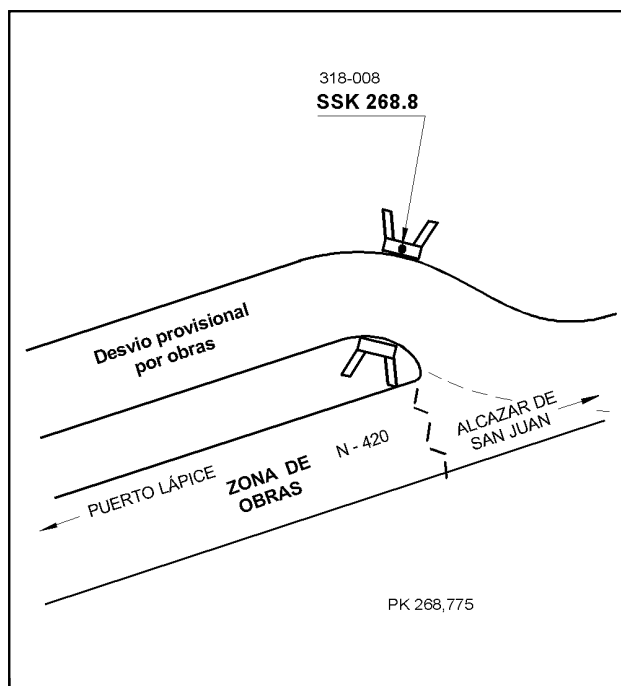 318-008
SSK 268.8
Desvio provisional
por obras
ALCAZAR DE
SAN JUAN
N - 420
ZONA DE
OBRAS
PUERTO LÁPICE
PK 268,775